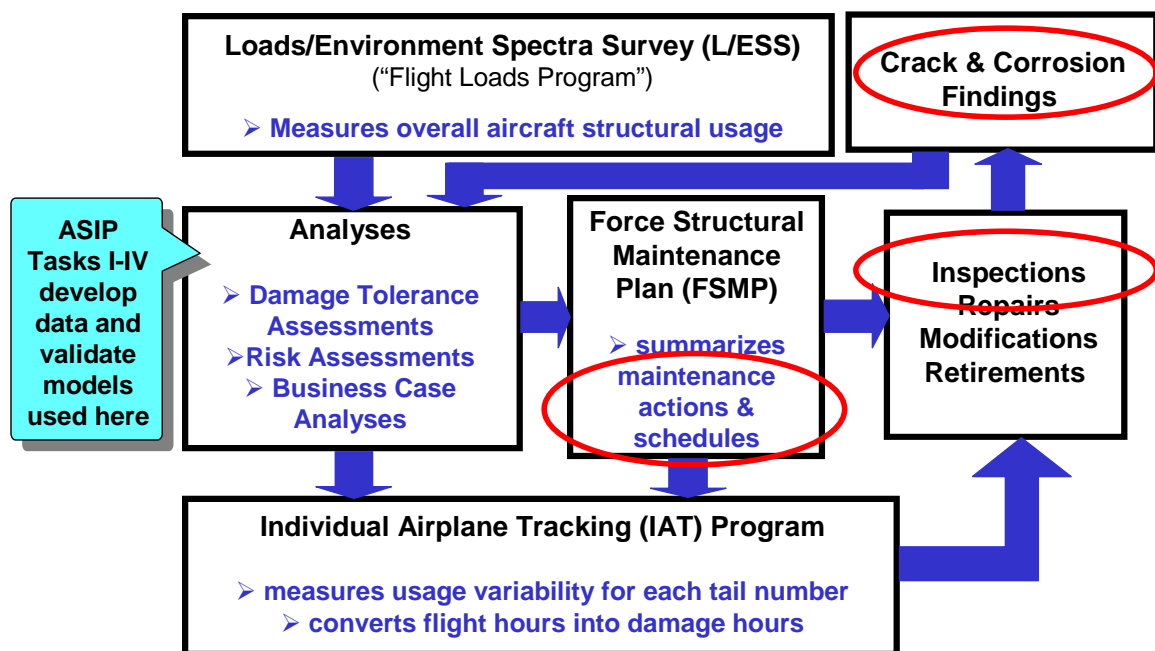 Loads/Environment Spectra Survey (L/ESS)
(“Flight Loads Program”)
➢ Measures overall aircraft structural usage
Crack & Corrosion
Findings
ASIP
Tasks I-IV
develop
data and
validate
models
used here
Analyses
➢ Damage Tolerance
Assessments
➢Risk Assessments
➢ Business Case
Analyses
Force Structural
Maintenance
Plan (FSMP)
➢ summarizes
maintenance
actions &
schedules
Inspections
Repairs
Modifications
Retirements
Individual Airplane Tracking (IAT) Program
➢ measures usage variability for each tail number
➢ converts flight hours into damage hours